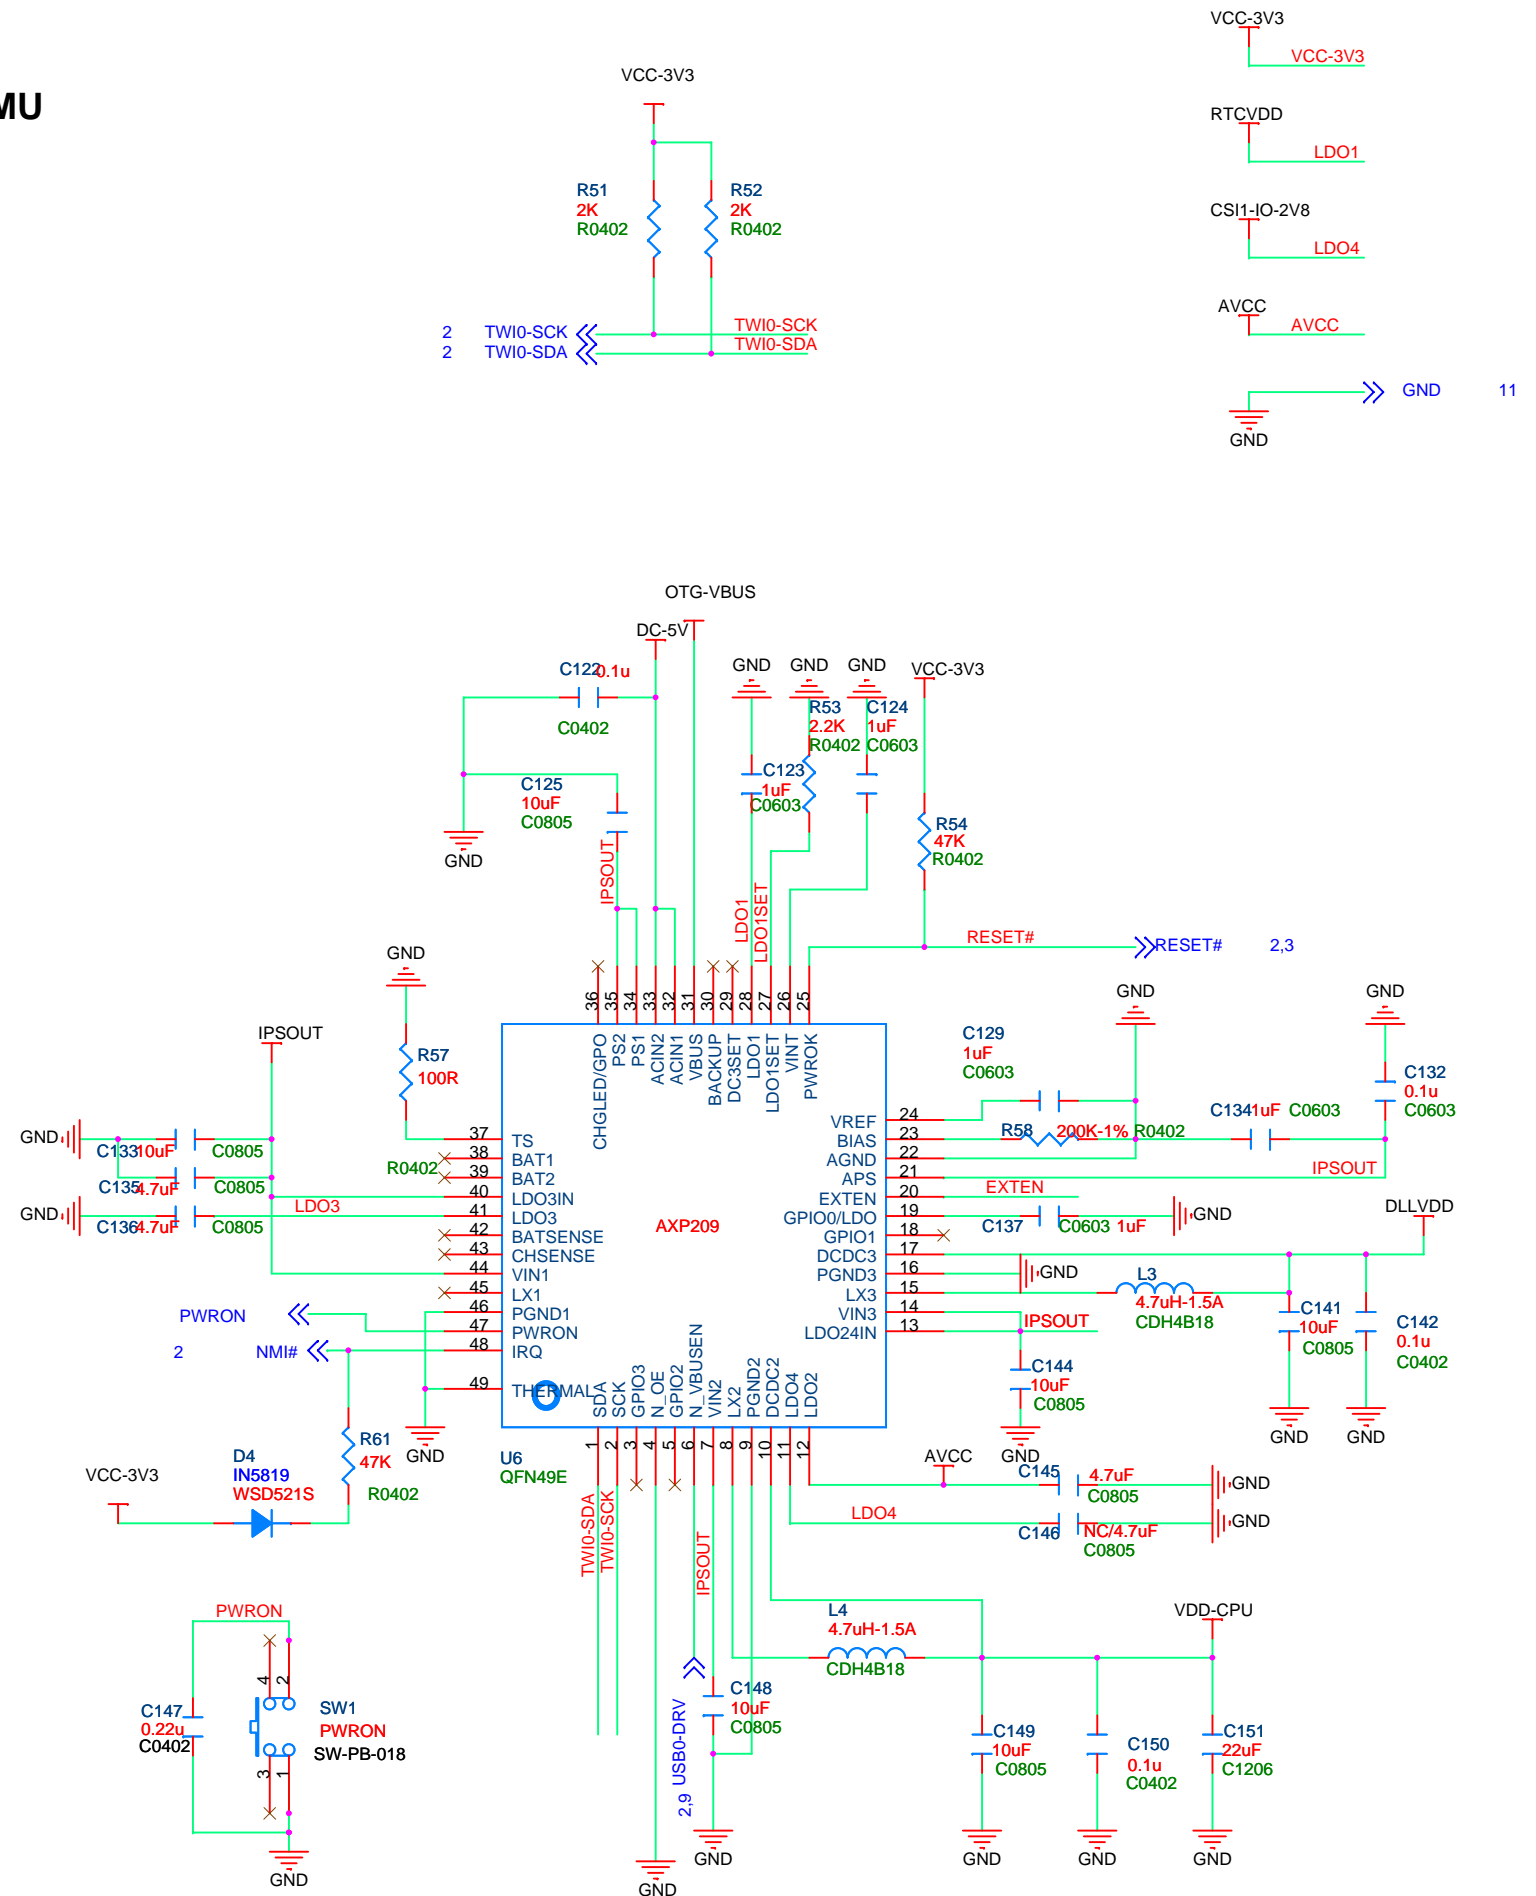 MU
VCC-3V3
VCC-3V3
RTCVDD
LDO1
CSI1-IO-2V8
LDO4
AVCC
AVCC
GND 11
GND
VCC-3V3
R51
2K
R0402
R52
2K
R0402
2 TWI0-SCK
TWI0-SCK
2 TWI0-SDA
TWI0-SDA
OTG-VBUS
DC-5V
C122
0.1u
C0402
C125
10uF
C0805
GND
IPSOUT
GND
GND
GND
VCC-3V3
C123
1uF
C0603
R53
2.2K
R0402
C124
1uF
C0603
R54
47K
R0402
LDO1
LDO1SET
RESET#
RESET# 2,3
GND
R57
100R
R0402
IPSOUT
GND
C133
10uF
C0805
C135
4.7uF
C0805
GND
C136
4.7uF
C0805
LDO3
36
35
34
33
32
31
30
29
28
27
26
25
CHGLED/GPO
PS2
PS1
ACIN2
ACIN1
VBUS
BACKUP
DC3SET
LDO1
LDO1SET
VINT
PWROK
37 TS
38 BAT1
39 BAT2
40 LDO3IN
41 LDO3
42 BATSENSE
43 CHSENSE
44 VIN1
45 LX1
46 PGND1
47 PWRON
48 IRQ
49 THERMALA
AXP209
VREF 24
BIAS 23
AGND 22
APS 21
EXTEN 20
GPIO0/LDO 19
GPIO1 18
DCDC3 17
PGND3 16
LX3 15
VIN3 14
LDO24IN 13
SDA
SCK
GPIO3
N_OE
GPIO2
N_VBUSEN
VIN2
LX2
PGND2
DCDC2
LDO4
LDO2
1
2
3
4
5
6
7
8
9
10
11
12
U6
QFN49E
C129
1uF
C0603
GND
GND
R58
200K-1%
R0402
C134
1uF
C0603
C132
0.1u
C0603
IPSOUT
EXTEN
C137
C0603
1uF
GND
DLLVDD
GND
L3
4.7uH-1.5A
CDH4B18
IPSOUT
C141
10uF
C0805
C142
0.1u
C0402
C144
10uF
C0805
GND
GND
GND
PWRON
2 NMI#
R61
47K
R0402
GND
D4
IN5819
WSD521S
VCC-3V3
AVCC
C145
4.7uF
C0805
GND
LDO4
C146
NC/4.7uF
C0805
GND
TWI0-SDA
TWI0-SCK
IPSOUT
L4
4.7uH-1.5A
CDH4B18
VDD-CPU
2,9 USB0-DRV
C148
10uF
C0805
C149
10uF
C0805
C150
0.1u
C0402
C151
22uF
C1206
GND
GND
GND
GND
GND
PWRON
4
2
C147
0.22u
C0402
SW1
PWRON
SW-PB-018
3
1
GND